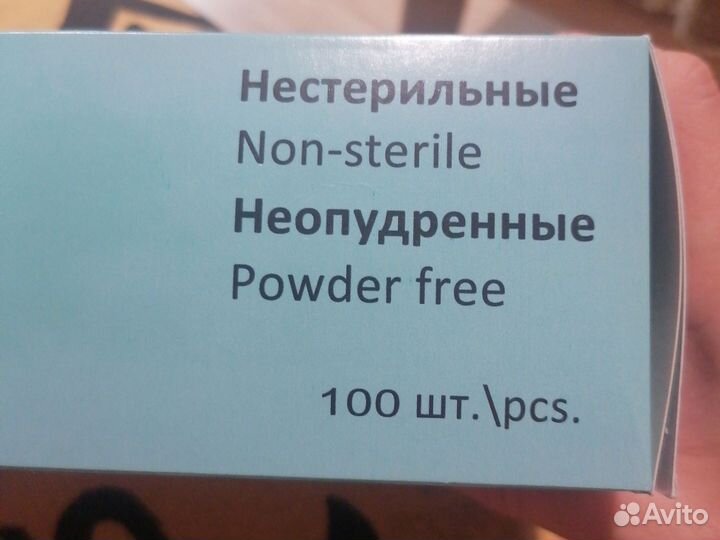 Нестерильные
Non-sterile
Неопудренные
Powder free
100 шт.\pcs.
Avito